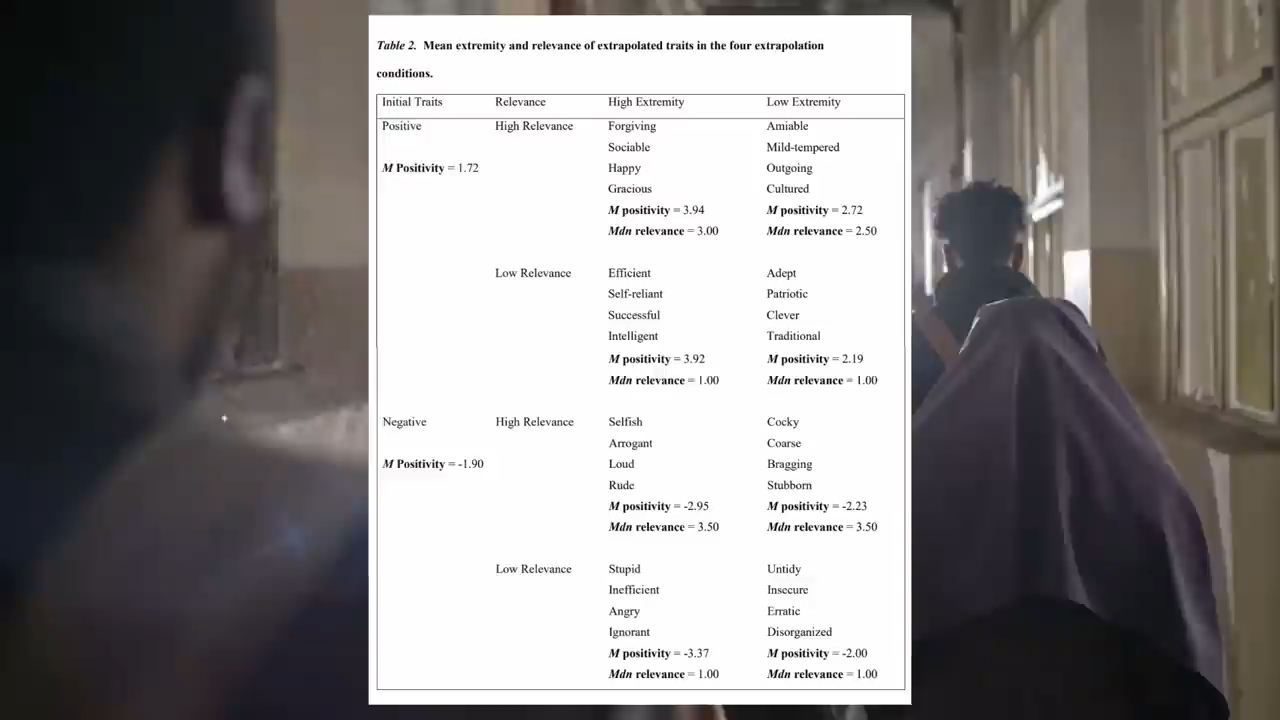 Table 2. Mean extremity and relevance of extrapolated traits in the four extrapolation
conditions.
Initial Traits Relevance High Extremity Low Extremity
Positive High Relevance Forgiving Amiable
Sociable Mild-tempered
M Positivity = 1.72 Happy Outgoing
Gracious Cultured
M positivity = 3.94 M positivity = 2.72
Mdn relevance = 3.00 Mdn relevance = 2.50
Low Relevance Efficient Adept
Self-reliant Patriotic
Successful Clever
Intelligent Traditional
M positivity = 3.92 M positivity = 2.19
Mdn relevance = 1.00 Mdn relevance = 1.00
Negative High Relevance Selfish Cocky
Arrogant Coarse
M Positivity = -1.90 Loud Bragging
Rude Stubborn
M positivity = -2.95 M positivity = -2.23
Mdn relevance = 3.50 Mdn relevance = 3.50
Low Relevance Stupid Untidy
Inefficient Insecure
Angry Erratic
Ignorant Disorganized
M positivity = -3.37 M positivity = -2.00
Mdn relevance = 1.00 Mdn relevance = 1.00